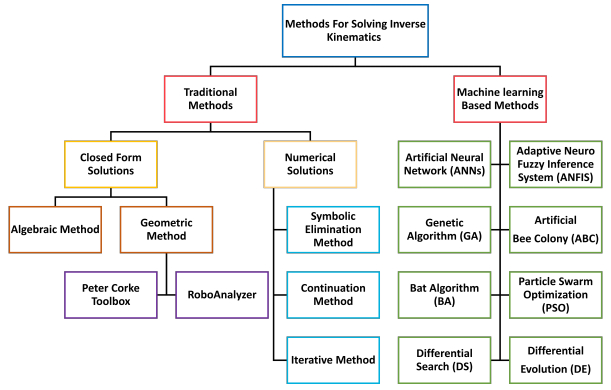 Methods For Solving Inverse
Kinematics
Traditional
Methods
Machine learning
Based Methods
Closed Form
Solutions
Numerical
Solutions
Artificial Neural
Network (ANNs)
Adaptive Neuro
Fuzzy Inference
System (ANFIS)
Algebraic Method
Geometric
Method
Symbolic
Elimination
Method
Genetic
Algorithm (GA)
Artificial
Bee Colony (ABC)
Peter Corke
Toolbox
RoboAnalyzer
Continuation
Method
Bat Algorithm
(BA)
Particle Swarm
Optimization
(PSO)
Iterative Method
Differential
Search (DS)
Differential
Evolution (DE)